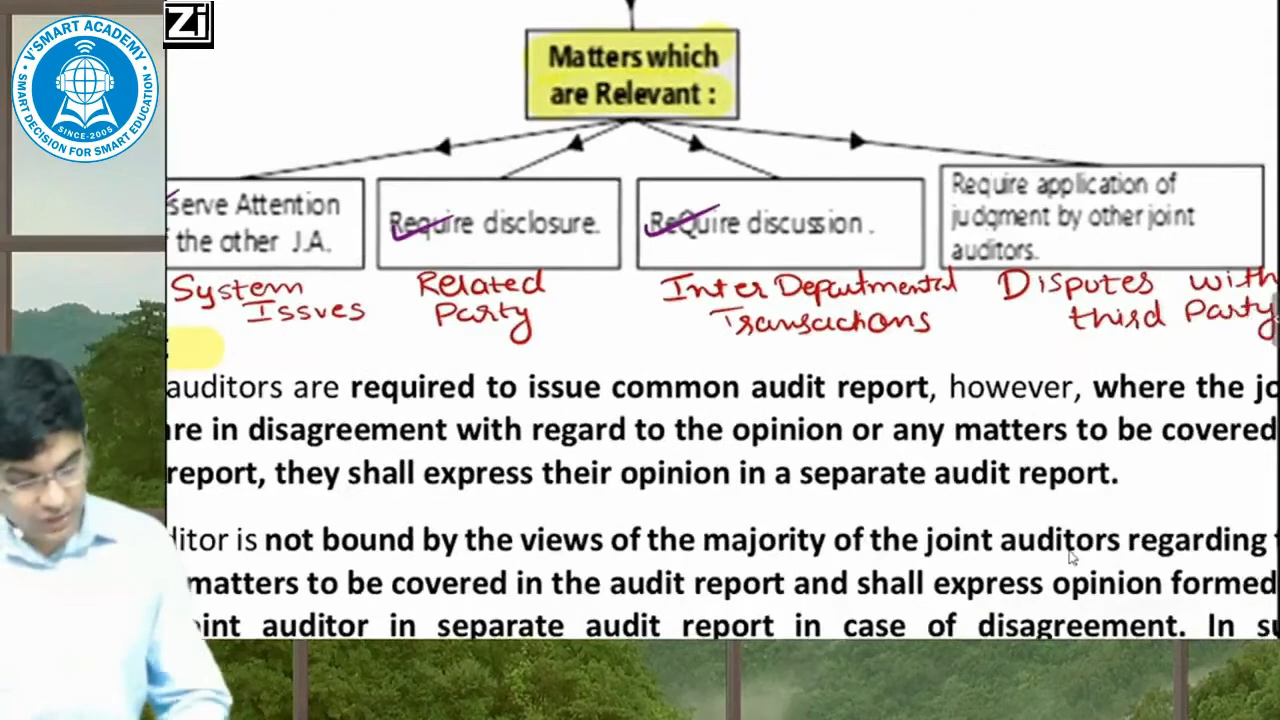 V'SMART ACADEMY
SINCE-2005
SMART DECISION FOR SMART EDUCATION
Zj
Matters which
are Relevant :
serve Attention
the other J.A.
Require disclosure.
ReQuire discussion .
Require application of
judgment by other joint
auditors.
System
Issues
Related
Party
Inter Departmental
Transactions
Disputes with
third Party
auditors are required to issue common audit report, however, where the jo
re in disagreement with regard to the opinion or any matters to be covered
report, they shall express their opinion in a separate audit report.
ditor is not bound by the views of the majority of the joint auditors regarding
matters to be covered in the audit report and shall express opinion formed
int auditor in separate audit report in case of disagreement. In su